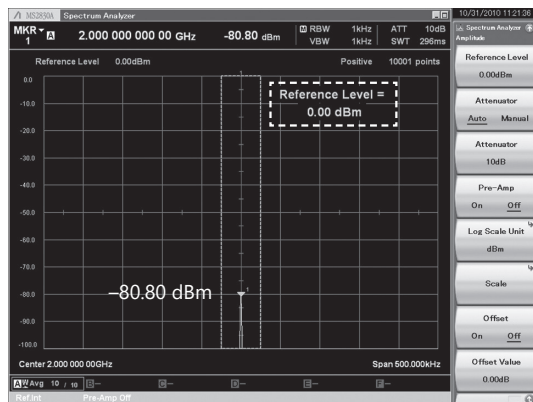 MS2830A Spectrum Analyzer
10/31/2010 11:21:36
MKR 1 A 2.000 000 000 00 GHz -80.80 dBm
M RBW 1kHz ATT 10dB
VBW 1kHz SWT 296ms
Reference Level 0.00dBm Positive 10001 points
Reference Level =
0.00 dBm
0.0
-10.0
-20.0
-30.0
-40.0
-50.0
-60.0
-70.0
-80.0
-90.0
-100.0
–80.80 dBm
1
Center 2.000 000 00GHz Span 500.000kHz
A W Avg 10 / 10 B— C— D— E— F—
Ref.Int Pre-Amp Off
Spectrum Analyzer
Amplitude
Reference Level
0.00dBm
Attenuator
Auto Manual
Attenuator
10dB
Pre-Amp
On Off
Log Scale Unit
dBm
Scale
Offset
On Off
Offset Value
0.00dB